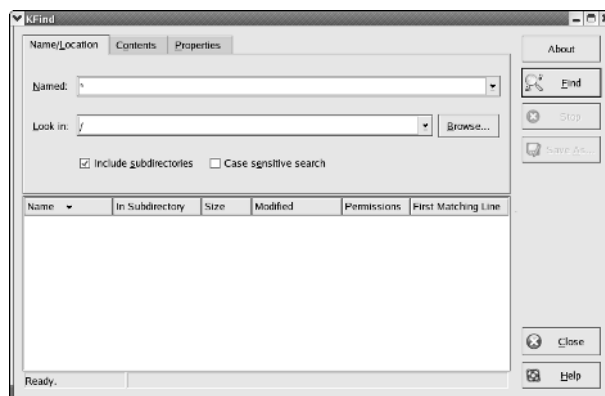 KFind
Name/Location Contents Properties
Named: *
Look in: / Browse...
Include subdirectories Case sensitive search
Name In Subdirectory Size Modified Permissions First Matching Line
Ready.
About
Find
Stop
Save As...
Close
Help